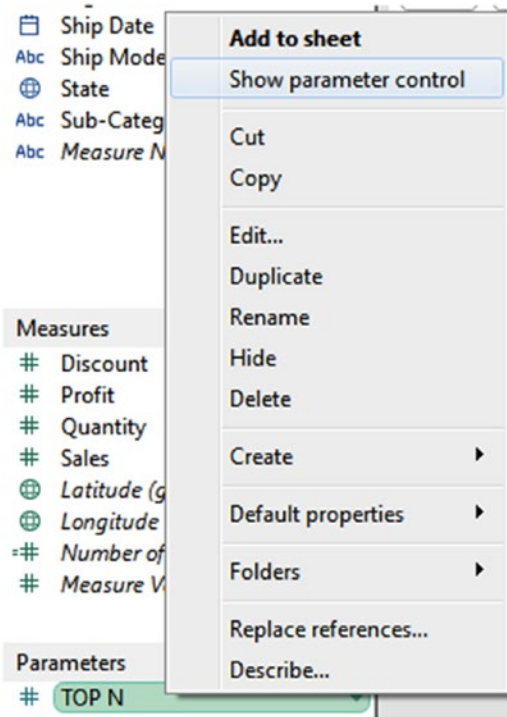 Ship Date
Abc Ship Mode
State
Abc Sub-Categ
Abc Measure N
Measures
# Discount
# Profit
# Quantity
# Sales
Latitude (g
Longitude
=# Number of
# Measure V
Parameters
# TOP N
Add to sheet
Show parameter control
Cut
Copy
Edit...
Duplicate
Rename
Hide
Delete
Create
Default properties
Folders
Replace references...
Describe...